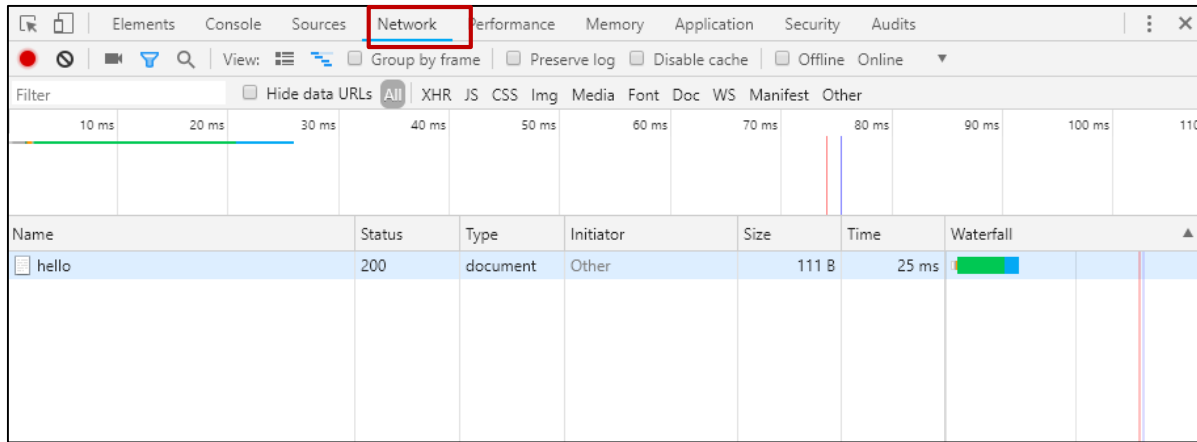 Elements Console Sources Network Performance Memory Application Security Audits
View: Group by frame Preserve log Disable cache Offline Online
Filter Hide data URLs All XHR JS CSS Img Media Font Doc WS Manifest Other
10 ms 20 ms 30 ms 40 ms 50 ms 60 ms 70 ms 80 ms 90 ms 100 ms 110
Name Status Type Initiator Size Time Waterfall
hello 200 document Other 111 B 25 ms